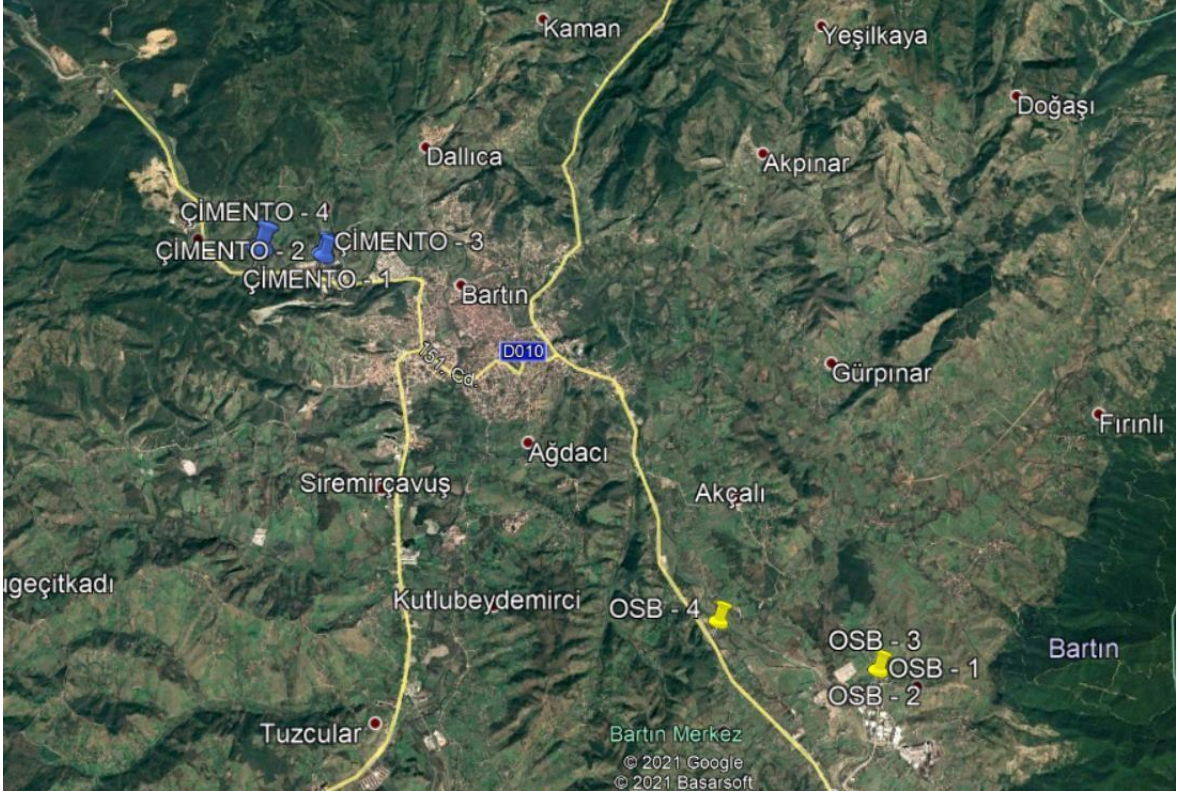 Kaman
Yeşilkaya
Doğaşı
Dallıca
Akpınar
ÇİMENTO - 4
ÇİMENTO - 2
ÇİMENTO - 3
ÇİMENTO - 1
Bartın
D010
151. Cd.
Gürpınar
Fırınlı
Ağdacı
Siremirçavuş
Akçalı
ugeçitkadı
Kutlubeydemirci
OSB - 4
OSB - 3
Bartın
OSB - 1
OSB - 2
Tuzcular
Bartın Merkez
© 2021 Google
© 2021 Basarsoft